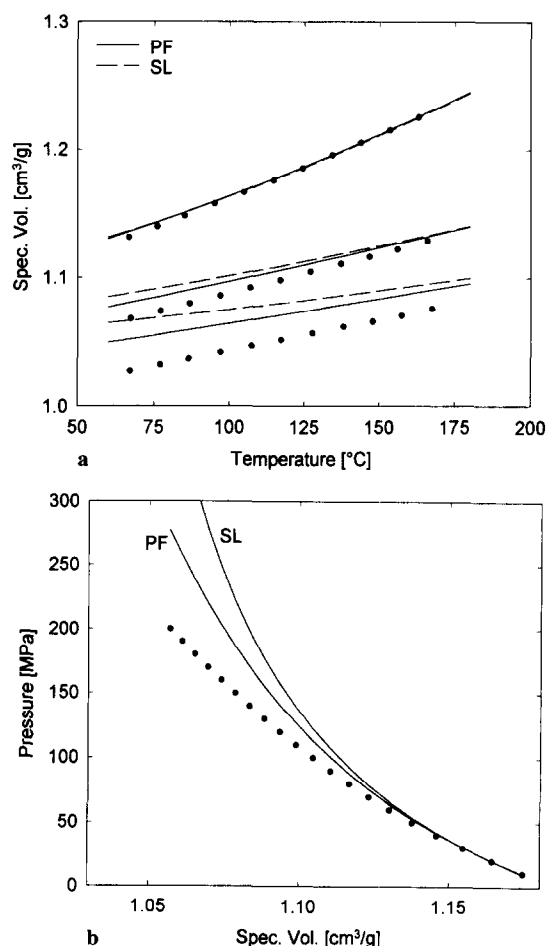 1.3
PF
SL
Spec. Vol. [cm³/g]
1.2
1.1
1.0
50
75
100
125
150
175
200
a
Temperature [°C]
300
PF
SL
250
200
Pressure [MPa]
150
100
50
0
1.05
1.10
1.15
b
Spec. Vol. [cm³/g]